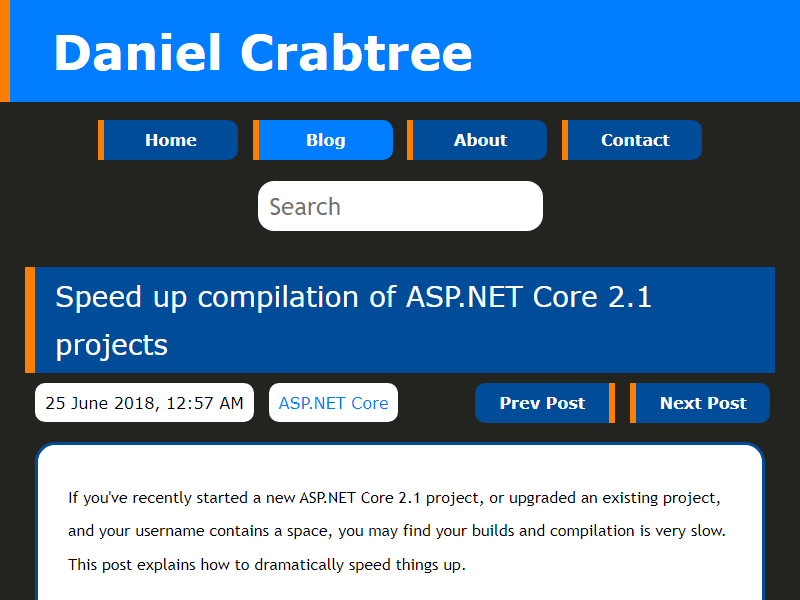 Daniel Crabtree
Home Blog About Contact
Search
Speed up compilation of ASP.NET Core 2.1
projects
25 June 2018, 12:57 AM ASP.NET Core Prev Post Next Post
If you've recently started a new ASP.NET Core 2.1 project, or upgraded an existing project,
and your username contains a space, you may find your builds and compilation is very slow.
This post explains how to dramatically speed things up.